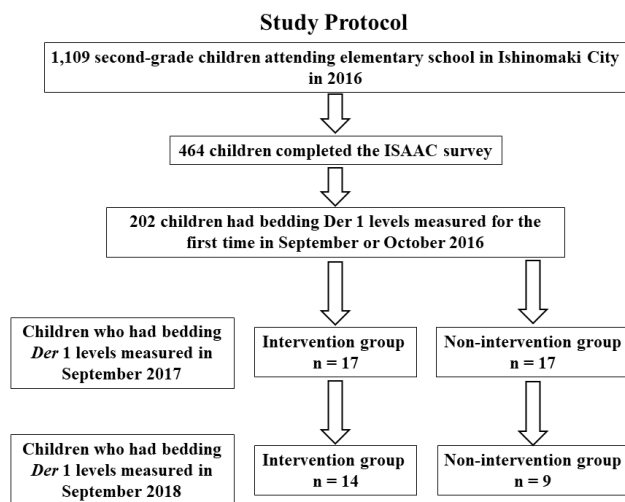 Study Protocol
1,109 second-grade children attending elementary school in Ishinomaki City
in 2016
464 children completed the ISAAC survey
202 children had bedding Der 1 levels measured for the
first time in September or October 2016
Children who had bedding
Der 1 levels measured in
September 2017
Intervention group
n = 17
Non-intervention group
n = 17
Children who had bedding
Der 1 levels measured in
September 2018
Intervention group
n = 14
Non-intervention group
n = 9